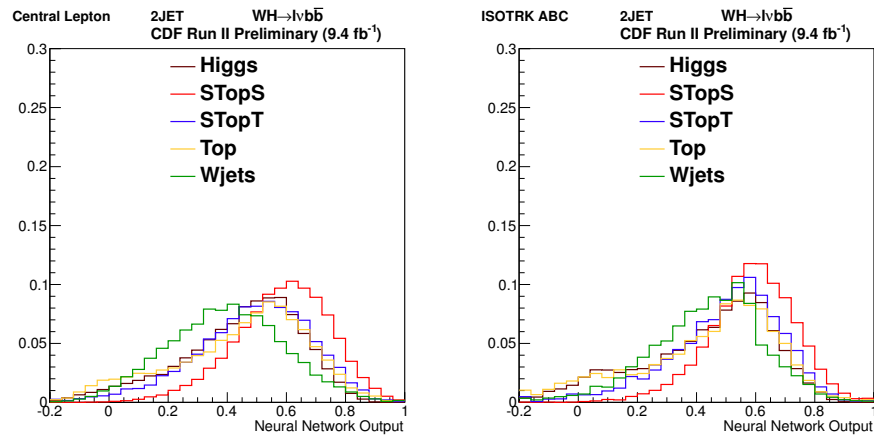 Central Lepton 2JET WH→lνbb̅
CDF Run II Preliminary (9.4 fb⁻¹)
0.3
0.25
0.2
0.15
0.1
0.05
0
Higgs
STopS
STopT
Top
Wjets
-0.2 0 0.2 0.4 0.6 0.8 1
Neural Network Output
ISOTRK ABC 2JET WH→lνbb̅
CDF Run II Preliminary (9.4 fb⁻¹)
0.3
0.25
0.2
0.15
0.1
0.05
0
Higgs
STopS
STopT
Top
Wjets
-0.2 0 0.2 0.4 0.6 0.8 1
Neural Network Output